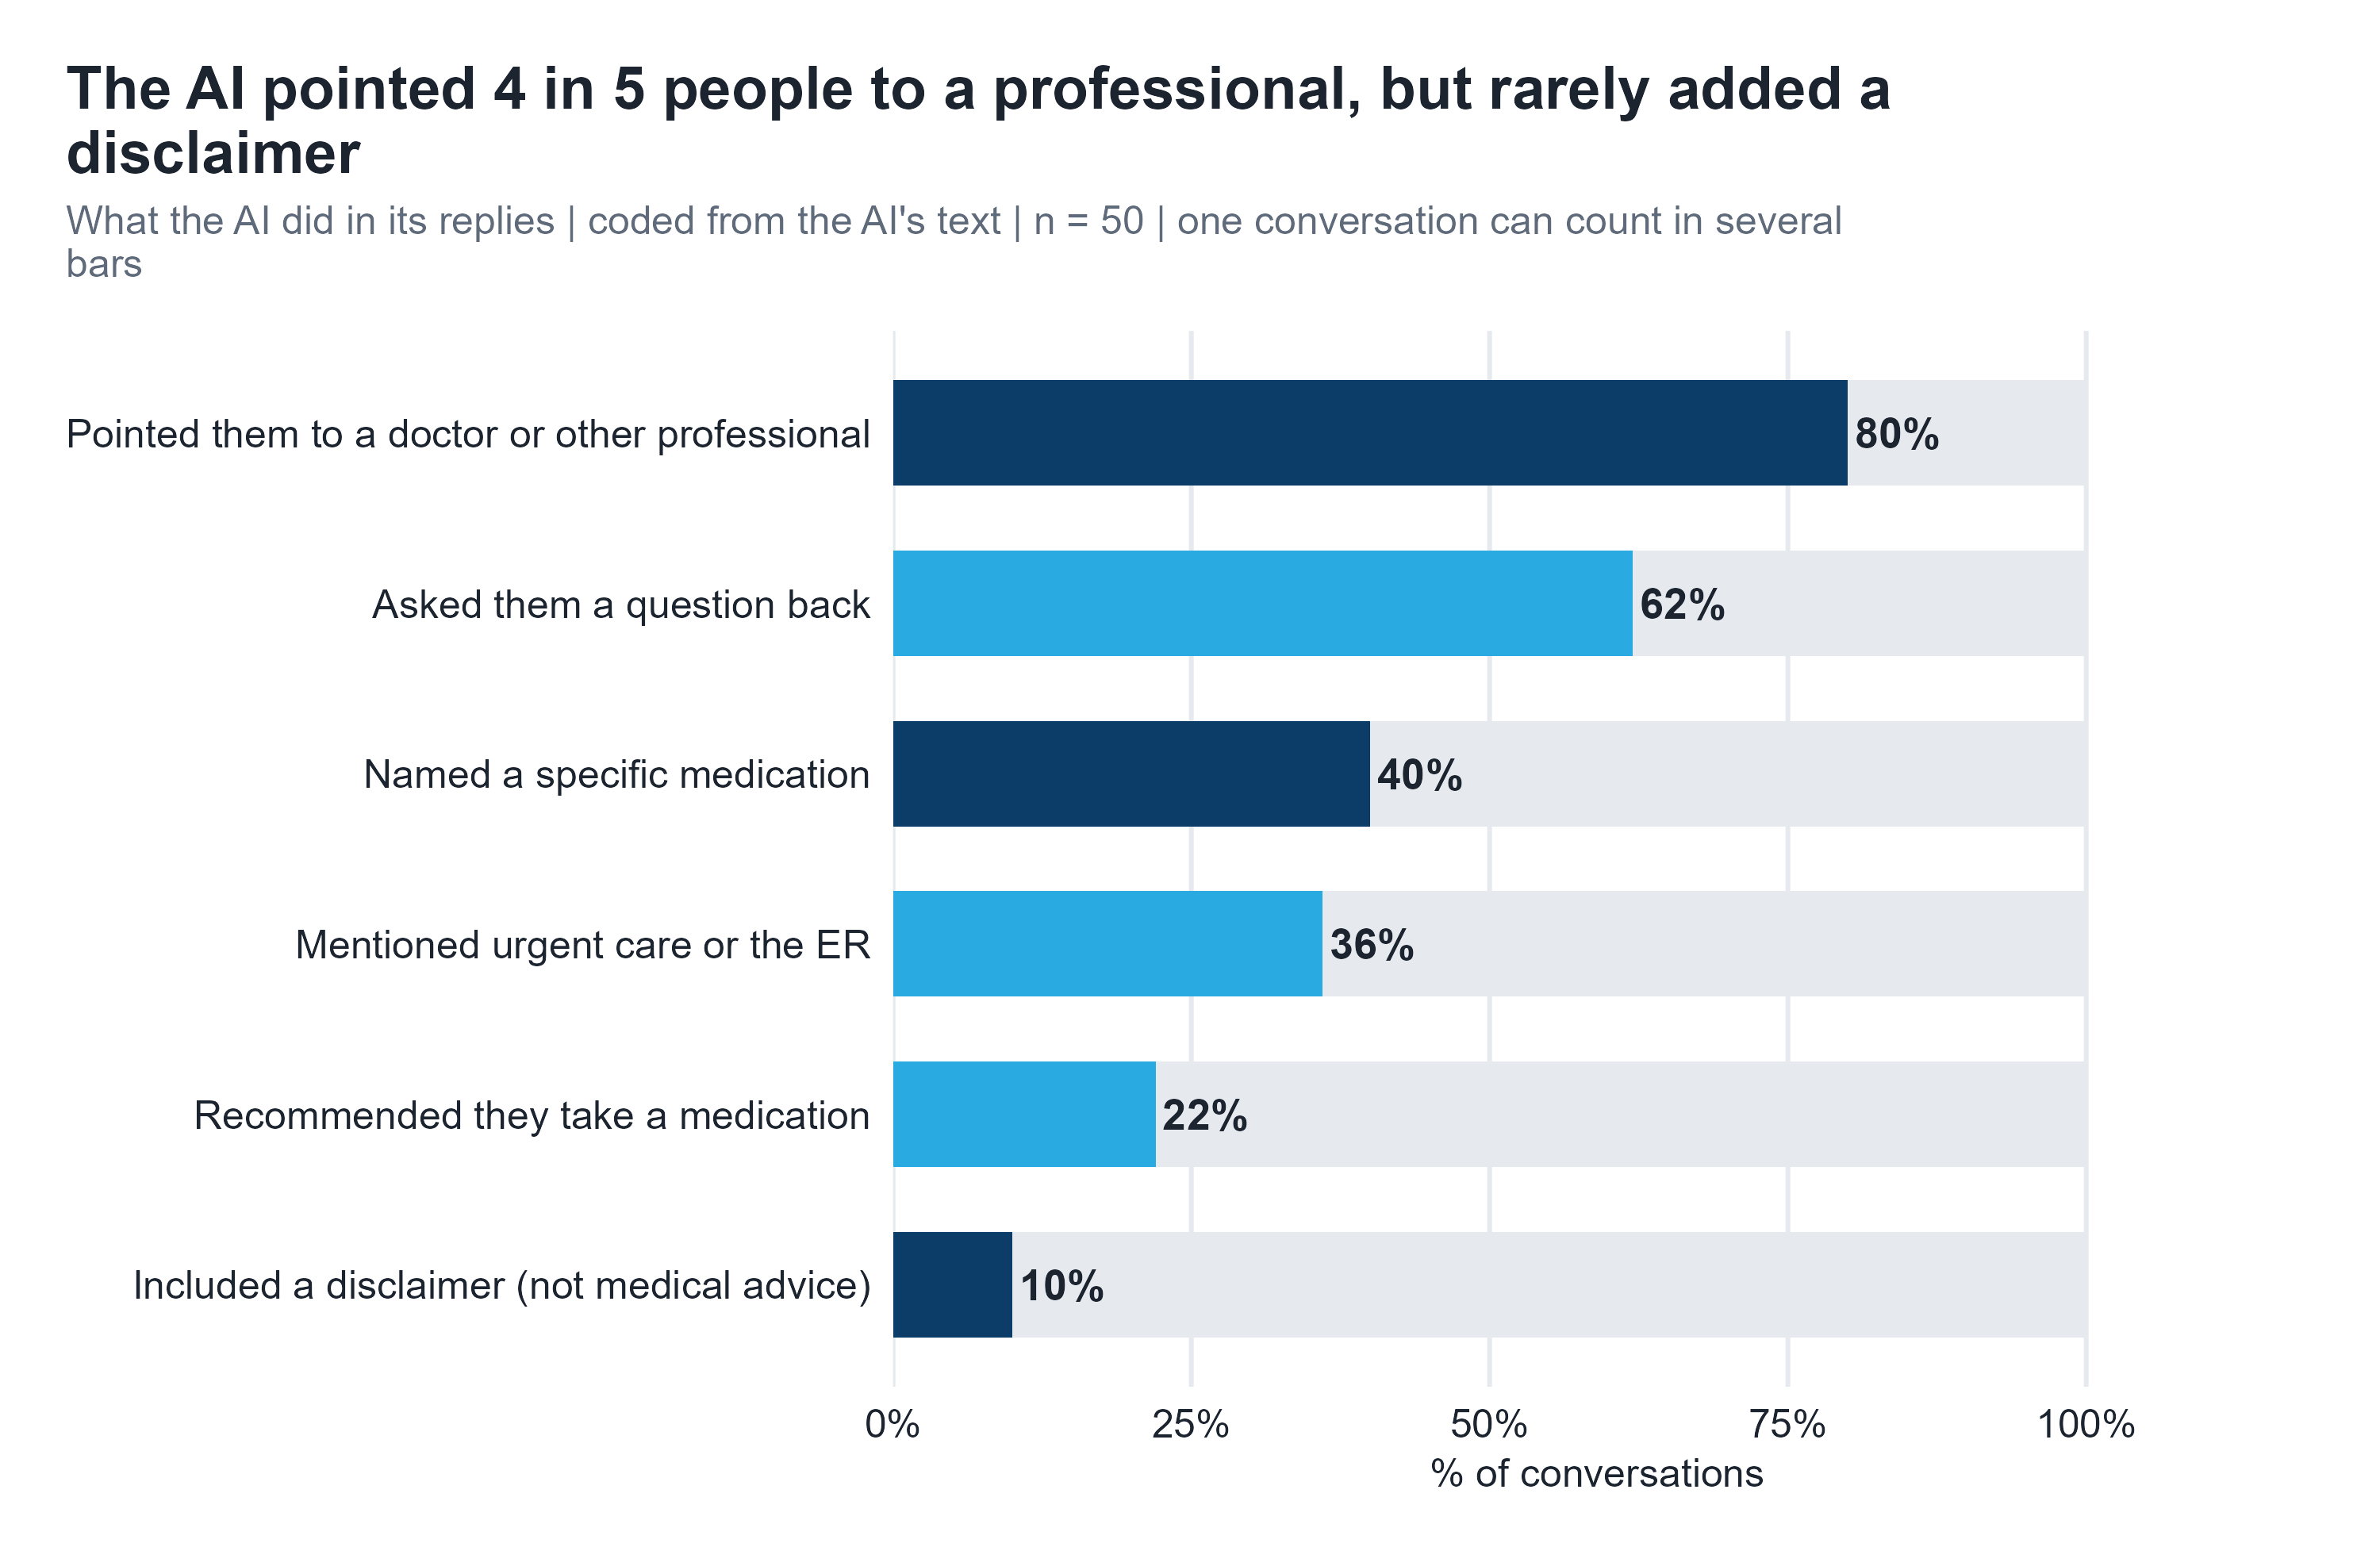 The AI pointed 4 in 5 people to a professional, but rarely added a
disclaimer
What the AI did in its replies | coded from the AI's text | n = 50 | one conversation can count in several
bars
Pointed them to a doctor or other professional 80%
Asked them a question back 62%
Named a specific medication 40%
Mentioned urgent care or the ER 36%
Recommended they take a medication 22%
Included a disclaimer (not medical advice) 10%
0% 25% 50% 75% 100%
% of conversations